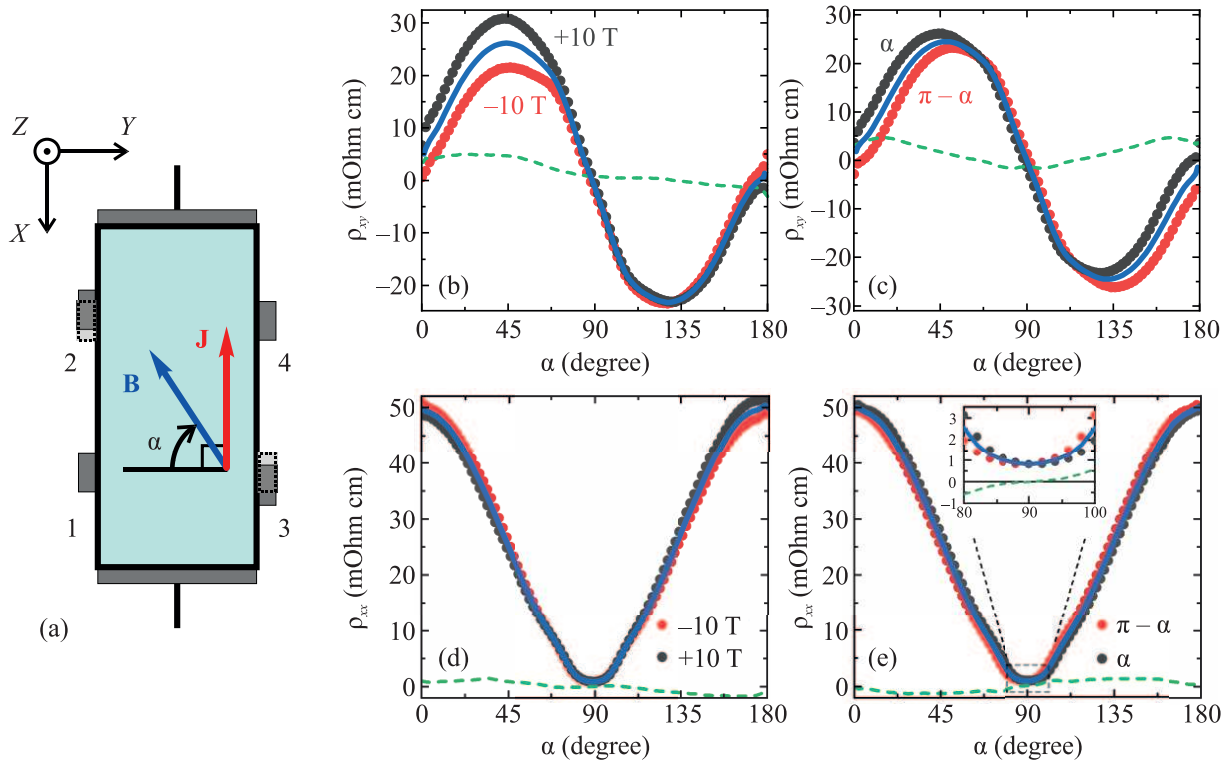 Z
Y
X
2
4
B
J
α
1
3
(a)
30
20
10
0
–10
–20
ρxy (mOhm cm)
+10 T
–10 T
(b)
0 45 90 135 180
α (degree)
30
20
10
0
–10
–20
–30
ρxy (mOhm cm)
α
π – α
(c)
0 45 90 135 180
α (degree)
50
40
30
20
10
0
ρxx (mOhm cm)
–10 T
+10 T
(d)
0 45 90 135 180
α (degree)
50
40
30
20
10
0
ρxx (mOhm cm)
3
2
1
0
–1
80 90 100
π – α
α
(e)
0 45 90 135 180
α (degree)